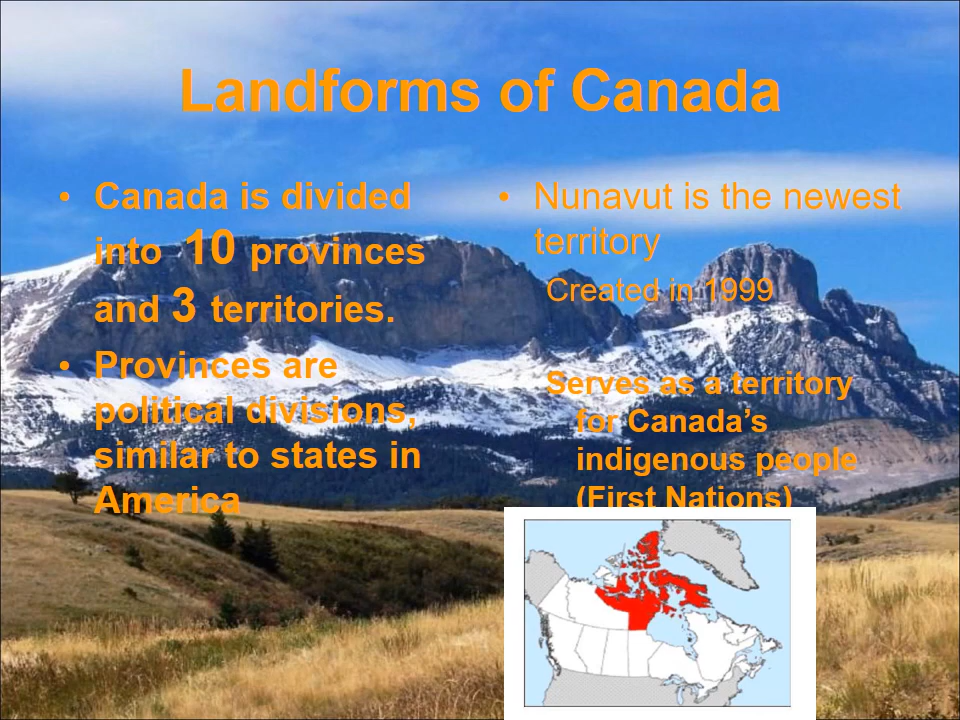 Landforms of Canada
• Canada is divided
into 10 provinces
and 3 territories.
• Provinces are
political divisions,
similar to states in
America
• Nunavut is the newest
territory
Created in 1999
Serves as a territory
for Canada’s
indigenous people
(First Nations)